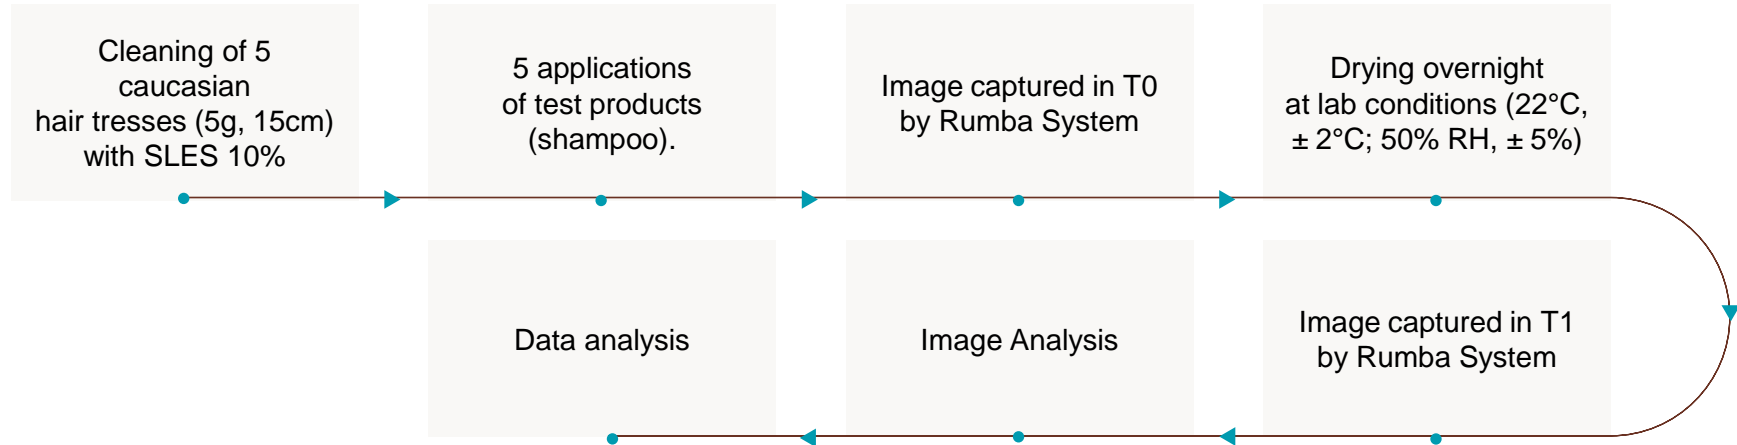 Cleaning of 5
caucasian
hair tresses (5g, 15cm)
with SLES 10%
5 applications
of test products
(shampoo).
Image captured in T0
by Rumba System
Drying overnight
at lab conditions (22°C,
± 2°C; 50% RH, ± 5%)
Image captured in T1
by Rumba System
Image Analysis
Data analysis